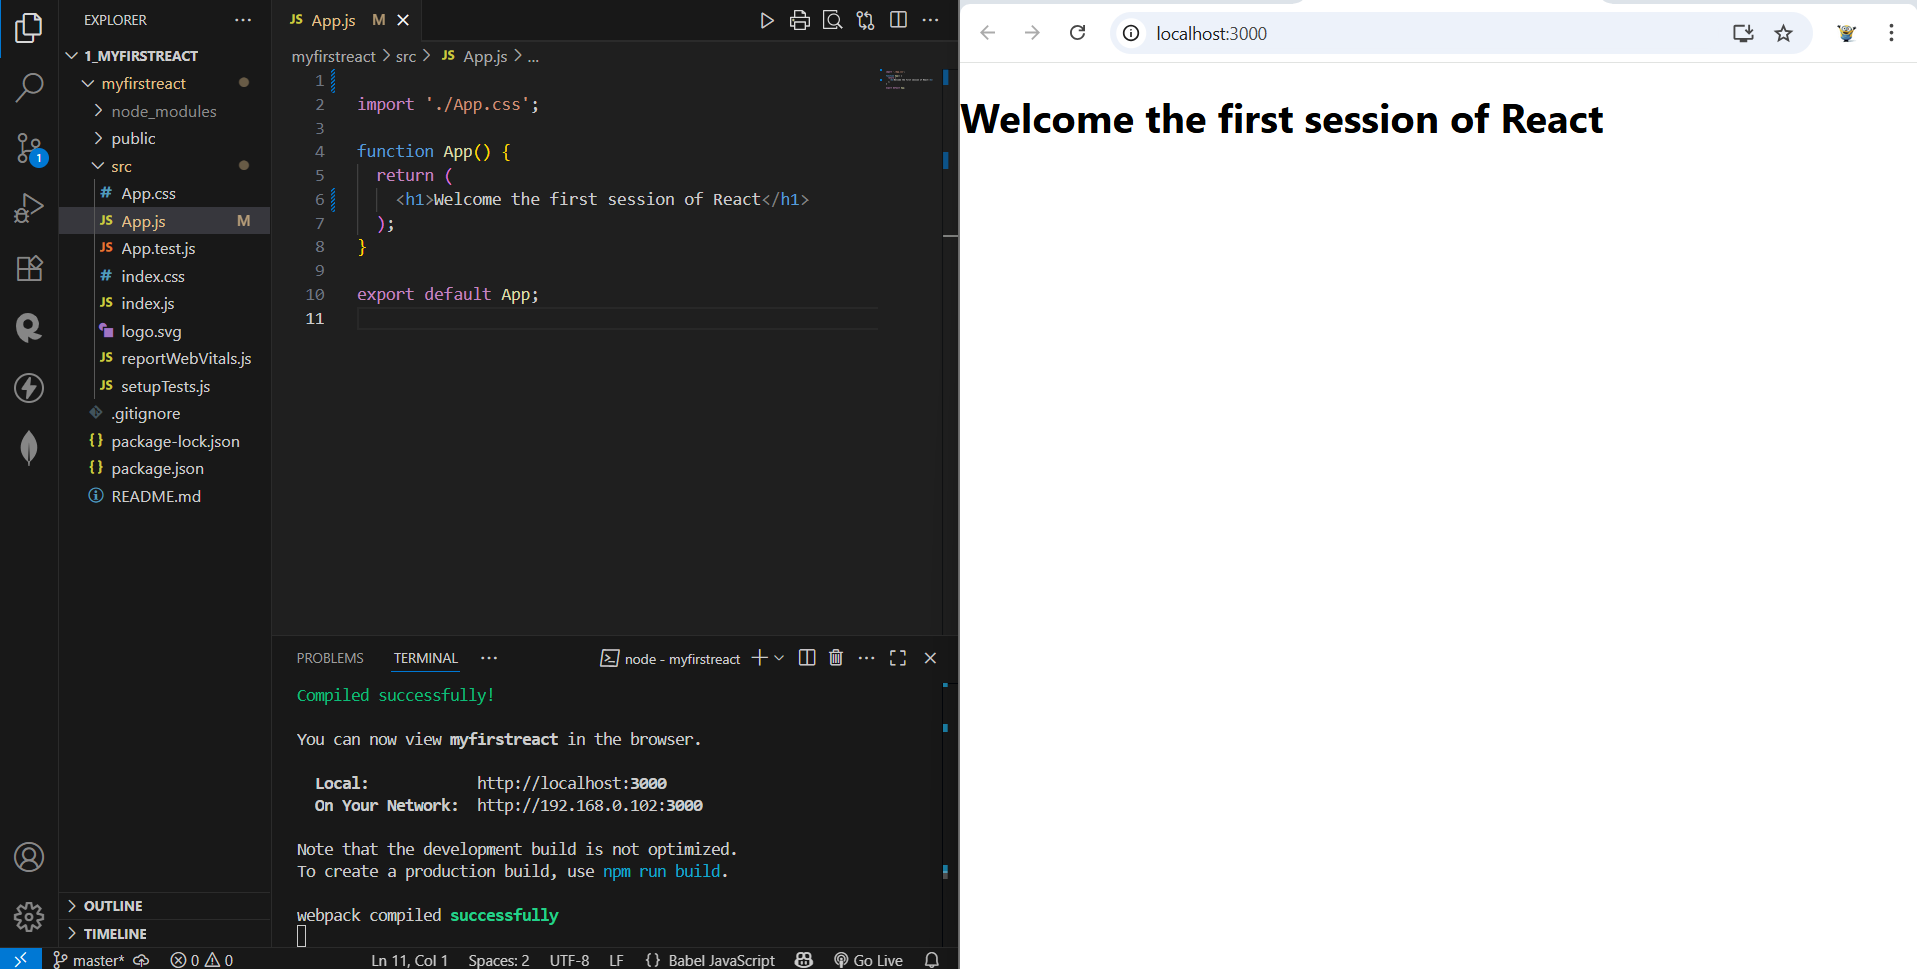 EXPLORER
1_MYFIRSTREACT
myfirstreact
node_modules
public
src
# App.css
JS App.js M
JS App.test.js
# index.css
JS index.js
logo.svg
JS reportWebVitals.js
JS setupTests.js
.gitignore
{} package-lock.json
{} package.json
README.md
OUTLINE
TIMELINE
1
JS App.js M
myfirstreact > src > JS App.js > ...
1
2 import './App.css';
3
4 function App() {
5 return (
6 <h1>Welcome the first session of React</h1>
7 );
8 }
9
10 export default App;
11
PROBLEMS TERMINAL
node - myfirstreact
Compiled successfully!
You can now view myfirstreact in the browser.
Local: http://localhost:3000
On Your Network: http://192.168.0.102:3000
Note that the development build is not optimized.
To create a production build, use npm run build.
webpack compiled successfully
master* 0 0 Ln 11, Col 1 Spaces: 2 UTF-8 LF {} Babel JavaScript Go Live
localhost:3000
Welcome the first session of React